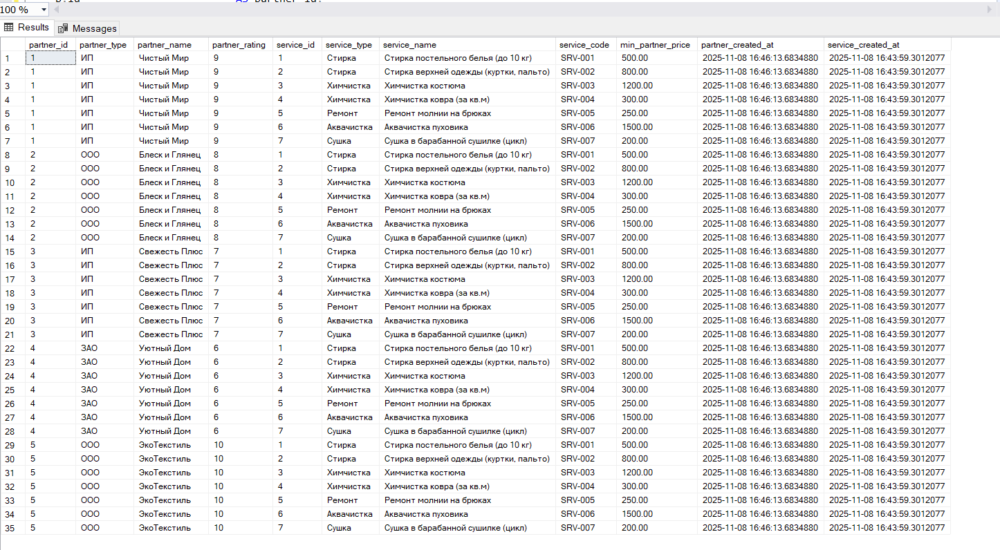 100 %
Results Messages
partner_id partner_type partner_name partner_rating service_id service_type service_name service_code min_partner_price partner_created_at service_created_at
1 1 ИП Чистый Мир 9 1 Стирка Стирка постельного белья (до 10 кг) SRV-001 500.00 2025-11-08 16:46:13.6834880 2025-11-08 16:43:59.3012077
2 1 ИП Чистый Мир 9 2 Стирка Стирка верхней одежды (куртки, пальто) SRV-002 800.00 2025-11-08 16:46:13.6834880 2025-11-08 16:43:59.3012077
3 1 ИП Чистый Мир 9 3 Химчистка Химчистка костюма SRV-003 1200.00 2025-11-08 16:46:13.6834880 2025-11-08 16:43:59.3012077
4 1 ИП Чистый Мир 9 4 Химчистка Химчистка ковра (за кв.м) SRV-004 300.00 2025-11-08 16:46:13.6834880 2025-11-08 16:43:59.3012077
5 1 ИП Чистый Мир 9 5 Ремонт Ремонт молнии на брюках SRV-005 250.00 2025-11-08 16:46:13.6834880 2025-11-08 16:43:59.3012077
6 1 ИП Чистый Мир 9 6 Аквачистка Аквачистка пуховика SRV-006 1500.00 2025-11-08 16:46:13.6834880 2025-11-08 16:43:59.3012077
7 1 ИП Чистый Мир 9 7 Сушка Сушка в барабанной сушилке (цикл) SRV-007 200.00 2025-11-08 16:46:13.6834880 2025-11-08 16:43:59.3012077
8 2 ООО Блеск и Глянец 8 1 Стирка Стирка постельного белья (до 10 кг) SRV-001 500.00 2025-11-08 16:46:13.6834880 2025-11-08 16:43:59.3012077
9 2 ООО Блеск и Глянец 8 2 Стирка Стирка верхней одежды (куртки, пальто) SRV-002 800.00 2025-11-08 16:46:13.6834880 2025-11-08 16:43:59.3012077
10 2 ООО Блеск и Глянец 8 3 Химчистка Химчистка костюма SRV-003 1200.00 2025-11-08 16:46:13.6834880 2025-11-08 16:43:59.3012077
11 2 ООО Блеск и Глянец 8 4 Химчистка Химчистка ковра (за кв.м) SRV-004 300.00 2025-11-08 16:46:13.6834880 2025-11-08 16:43:59.3012077
12 2 ООО Блеск и Глянец 8 5 Ремонт Ремонт молнии на брюках SRV-005 250.00 2025-11-08 16:46:13.6834880 2025-11-08 16:43:59.3012077
13 2 ООО Блеск и Глянец 8 6 Аквачистка Аквачистка пуховика SRV-006 1500.00 2025-11-08 16:46:13.6834880 2025-11-08 16:43:59.3012077
14 2 ООО Блеск и Глянец 8 7 Сушка Сушка в барабанной сушилке (цикл) SRV-007 200.00 2025-11-08 16:46:13.6834880 2025-11-08 16:43:59.3012077
15 3 ИП Свежесть Плюс 7 1 Стирка Стирка постельного белья (до 10 кг) SRV-001 500.00 2025-11-08 16:46:13.6834880 2025-11-08 16:43:59.3012077
16 3 ИП Свежесть Плюс 7 2 Стирка Стирка верхней одежды (куртки, пальто) SRV-002 800.00 2025-11-08 16:46:13.6834880 2025-11-08 16:43:59.3012077
17 3 ИП Свежесть Плюс 7 3 Химчистка Химчистка костюма SRV-003 1200.00 2025-11-08 16:46:13.6834880 2025-11-08 16:43:59.3012077
18 3 ИП Свежесть Плюс 7 4 Химчистка Химчистка ковра (за кв.м) SRV-004 300.00 2025-11-08 16:46:13.6834880 2025-11-08 16:43:59.3012077
19 3 ИП Свежесть Плюс 7 5 Ремонт Ремонт молнии на брюках SRV-005 250.00 2025-11-08 16:46:13.6834880 2025-11-08 16:43:59.3012077
20 3 ИП Свежесть Плюс 7 6 Аквачистка Аквачистка пуховика SRV-006 1500.00 2025-11-08 16:46:13.6834880 2025-11-08 16:43:59.3012077
21 3 ИП Свежесть Плюс 7 7 Сушка Сушка в барабанной сушилке (цикл) SRV-007 200.00 2025-11-08 16:46:13.6834880 2025-11-08 16:43:59.3012077
22 4 ЗАО Уютный Дом 6 1 Стирка Стирка постельного белья (до 10 кг) SRV-001 500.00 2025-11-08 16:46:13.6834880 2025-11-08 16:43:59.3012077
23 4 ЗАО Уютный Дом 6 2 Стирка Стирка верхней одежды (куртки, пальто) SRV-002 800.00 2025-11-08 16:46:13.6834880 2025-11-08 16:43:59.3012077
24 4 ЗАО Уютный Дом 6 3 Химчистка Химчистка костюма SRV-003 1200.00 2025-11-08 16:46:13.6834880 2025-11-08 16:43:59.3012077
25 4 ЗАО Уютный Дом 6 4 Химчистка Химчистка ковра (за кв.м) SRV-004 300.00 2025-11-08 16:46:13.6834880 2025-11-08 16:43:59.3012077
26 4 ЗАО Уютный Дом 6 5 Ремонт Ремонт молнии на брюках SRV-005 250.00 2025-11-08 16:46:13.6834880 2025-11-08 16:43:59.3012077
27 4 ЗАО Уютный Дом 6 6 Аквачистка Аквачистка пуховика SRV-006 1500.00 2025-11-08 16:46:13.6834880 2025-11-08 16:43:59.3012077
28 4 ЗАО Уютный Дом 6 7 Сушка Сушка в барабанной сушилке (цикл) SRV-007 200.00 2025-11-08 16:46:13.6834880 2025-11-08 16:43:59.3012077
29 5 ООО ЭкоТекстиль 10 1 Стирка Стирка постельного белья (до 10 кг) SRV-001 500.00 2025-11-08 16:46:13.6834880 2025-11-08 16:43:59.3012077
30 5 ООО ЭкоТекстиль 10 2 Стирка Стирка верхней одежды (куртки, пальто) SRV-002 800.00 2025-11-08 16:46:13.6834880 2025-11-08 16:43:59.3012077
31 5 ООО ЭкоТекстиль 10 3 Химчистка Химчистка костюма SRV-003 1200.00 2025-11-08 16:46:13.6834880 2025-11-08 16:43:59.3012077
32 5 ООО ЭкоТекстиль 10 4 Химчистка Химчистка ковра (за кв.м) SRV-004 300.00 2025-11-08 16:46:13.6834880 2025-11-08 16:43:59.3012077
33 5 ООО ЭкоТекстиль 10 5 Ремонт Ремонт молнии на брюках SRV-005 250.00 2025-11-08 16:46:13.6834880 2025-11-08 16:43:59.3012077
34 5 ООО ЭкоТекстиль 10 6 Аквачистка Аквачистка пуховика SRV-006 1500.00 2025-11-08 16:46:13.6834880 2025-11-08 16:43:59.3012077
35 5 ООО ЭкоТекстиль 10 7 Сушка Сушка в барабанной сушилке (цикл) SRV-007 200.00 2025-11-08 16:46:13.6834880 2025-11-08 16:43:59.3012077